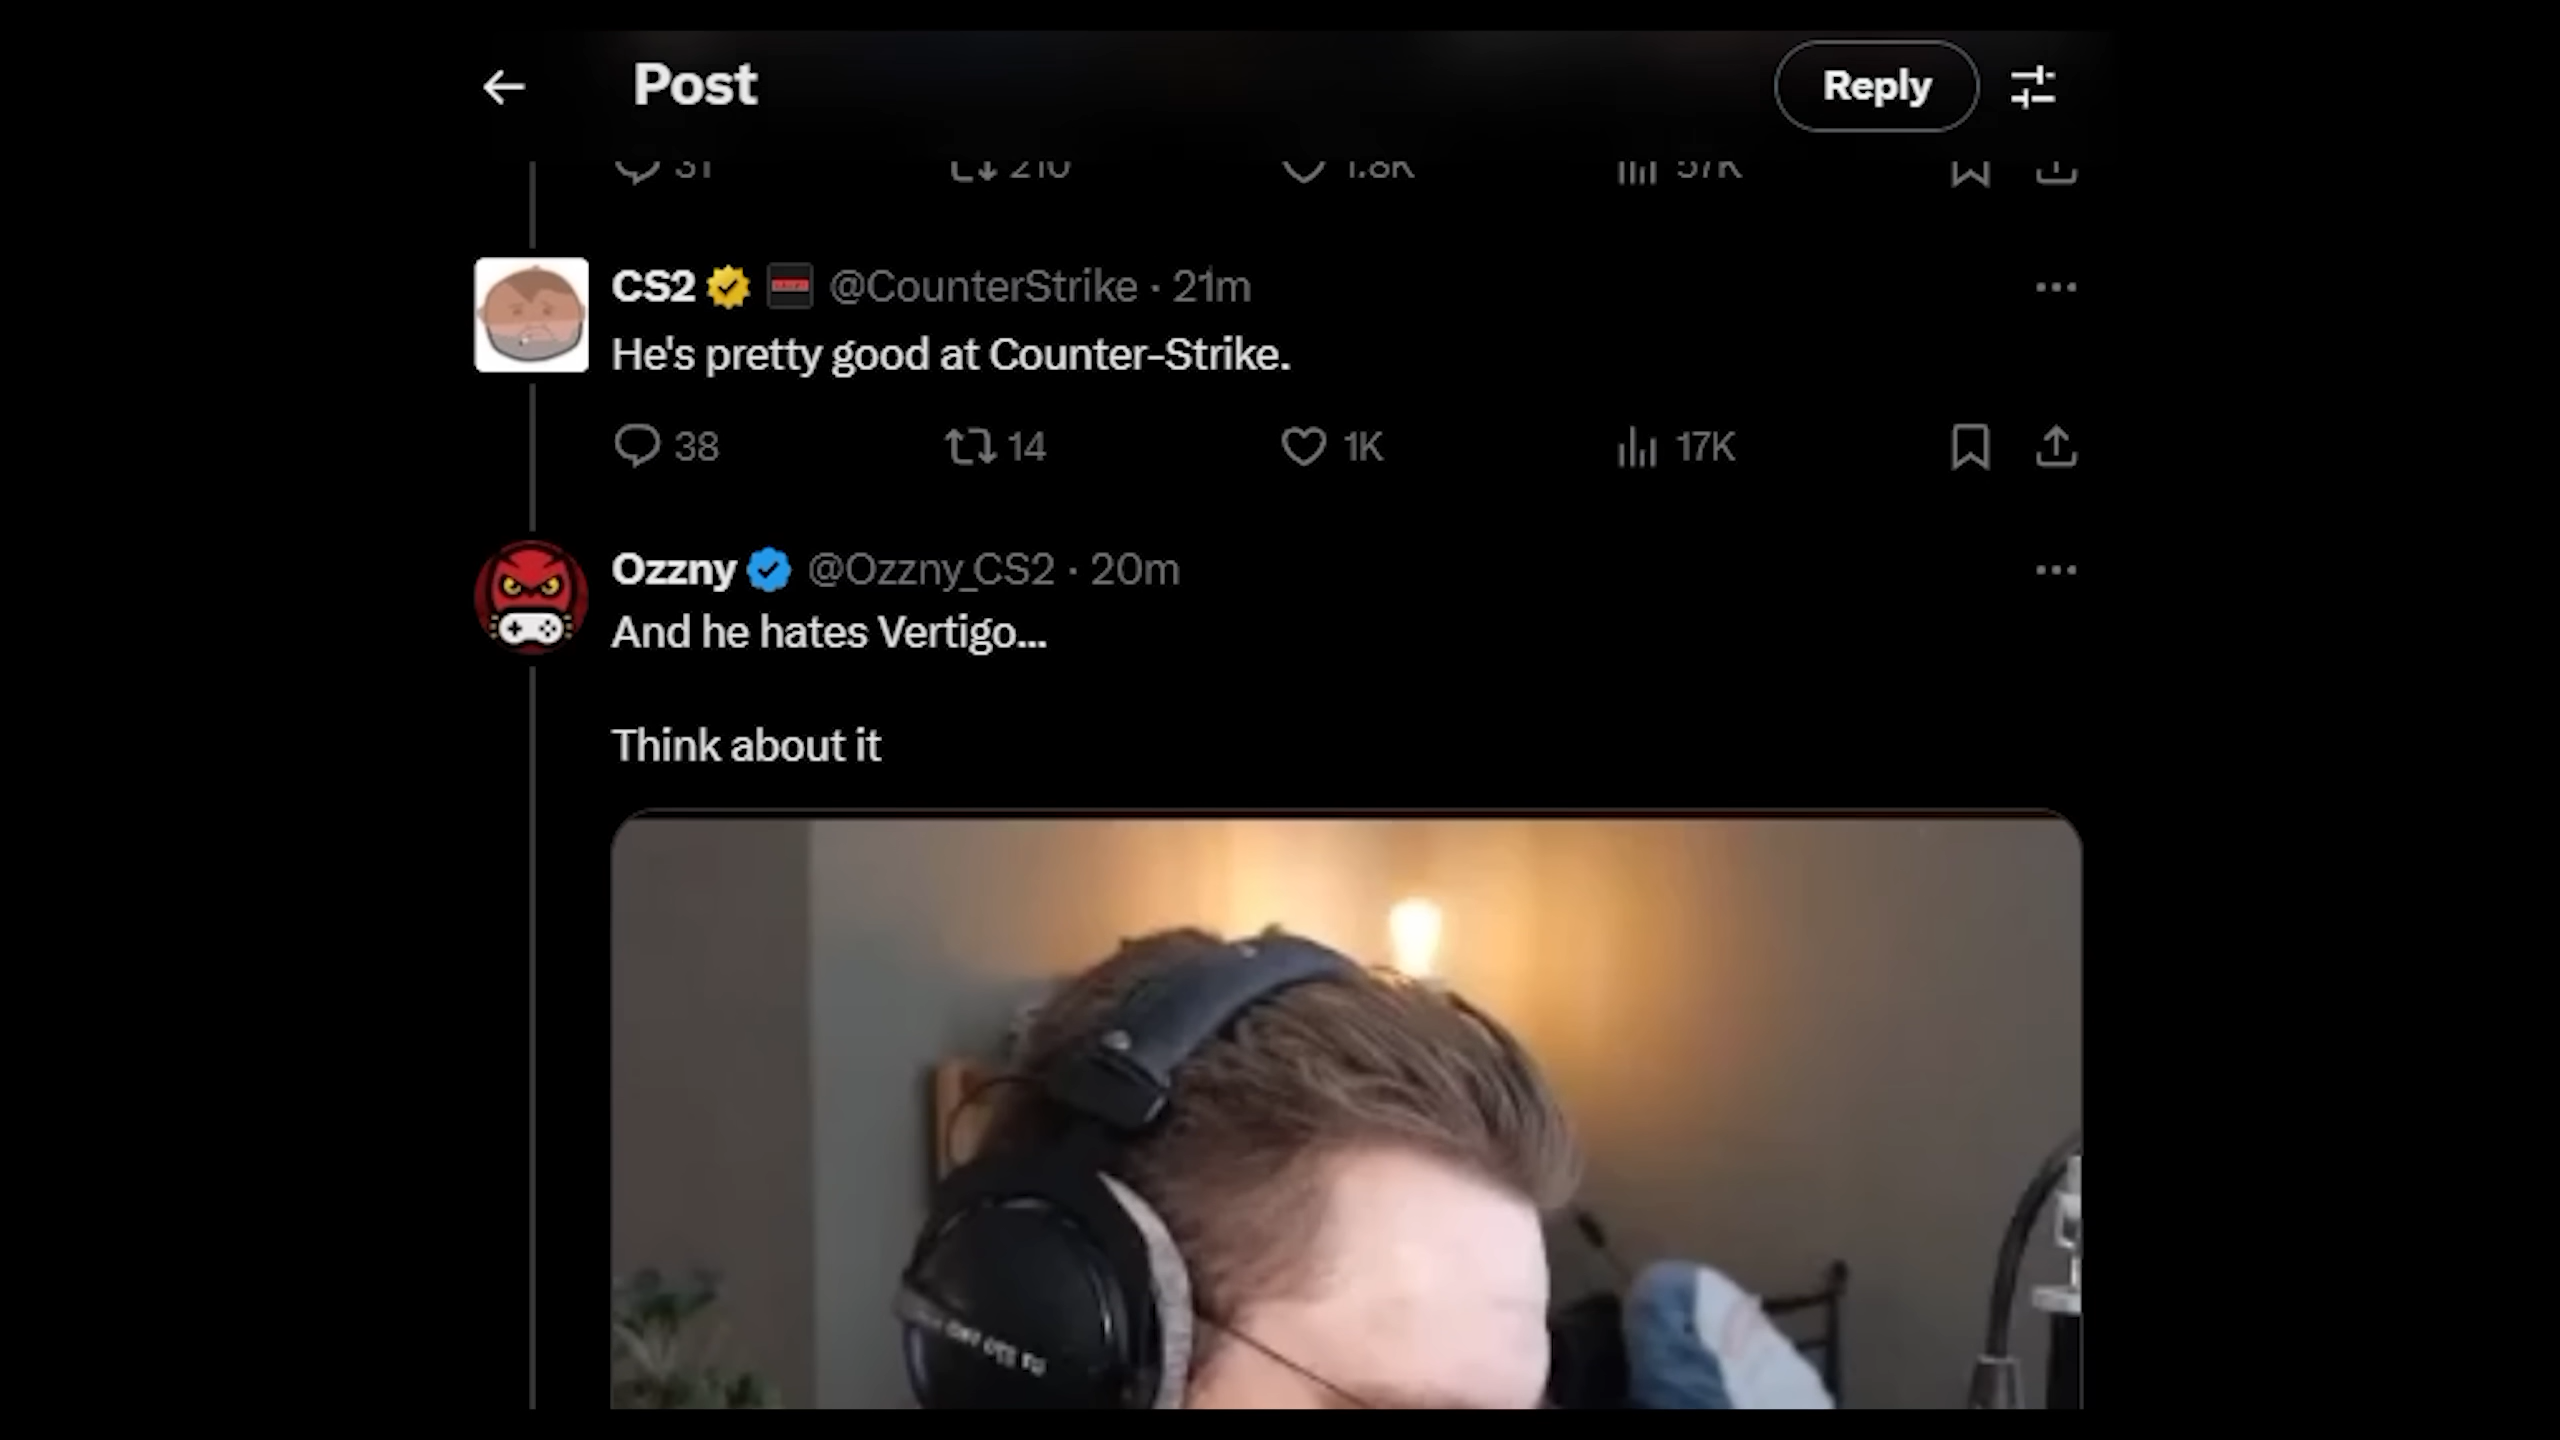 Post
Reply
31 210 1.8K 57K
CS2 @CounterStrike · 21m
He's pretty good at Counter-Strike.
38 14 1K 17K
Ozzny @Ozzny_CS2 · 20m
And he hates Vertigo...
Think about it